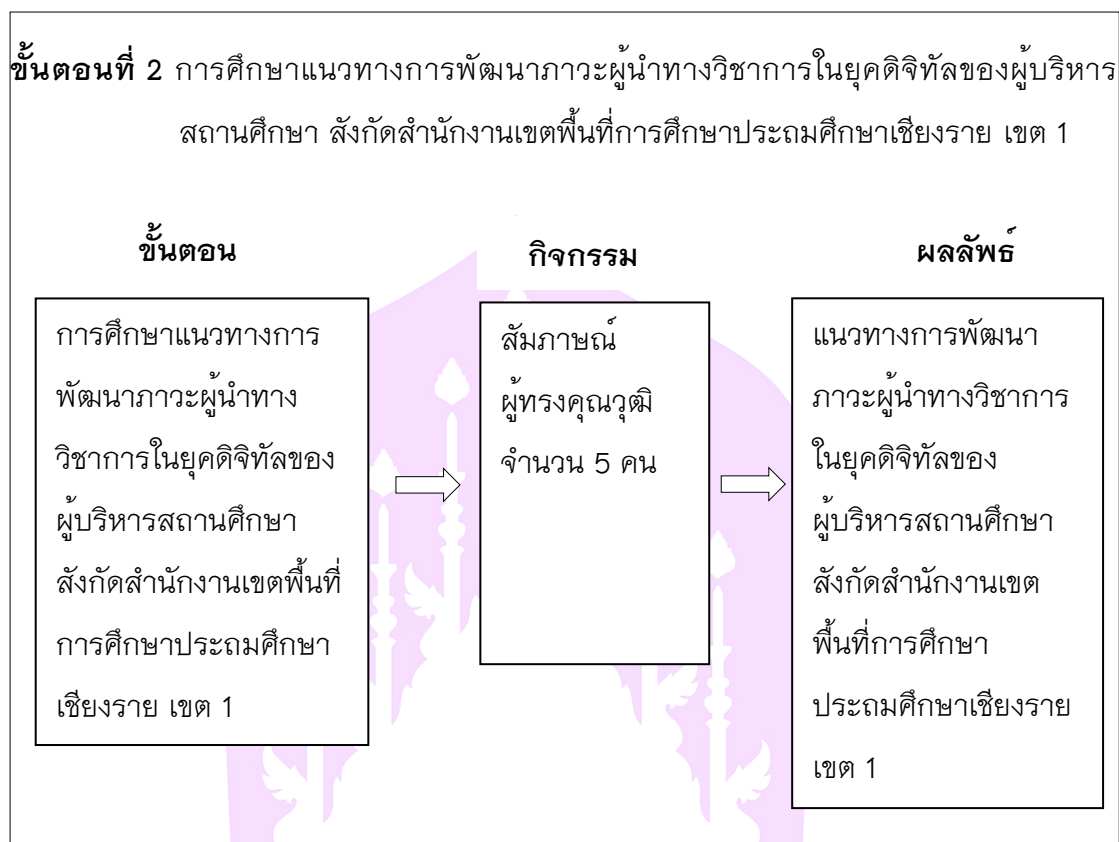 ขั้นตอนที่ 2 การศึกษาแนวทางการพัฒนาภาวะผู้นำทางวิชาการในยุคดิจิทัลของผู้บริหาร
สถานศึกษา สังกัดสำนักงานเขตพื้นที่การศึกษาประถมศึกษาเชียงราย เขต 1
ขั้นตอน
การศึกษาแนวทางการ
พัฒนาภาวะผู้นำทาง
วิชาการในยุคดิจิทัลของ
ผู้บริหารสถานศึกษา
สังกัดสำนักงานเขตพื้นที่
การศึกษาประถมศึกษา
เชียงราย เขต 1
กิจกรรม
สัมภาษณ์
ผู้ทรงคุณวุฒิ
จำนวน 5 คน
ผลลัพธ์
แนวทางการพัฒนา
ภาวะผู้นำทางวิชาการ
ในยุคดิจิทัลของ
ผู้บริหารสถานศึกษา
สังกัดสำนักงานเขต
พื้นที่การศึกษา
ประถมศึกษาเชียงราย
เขต 1